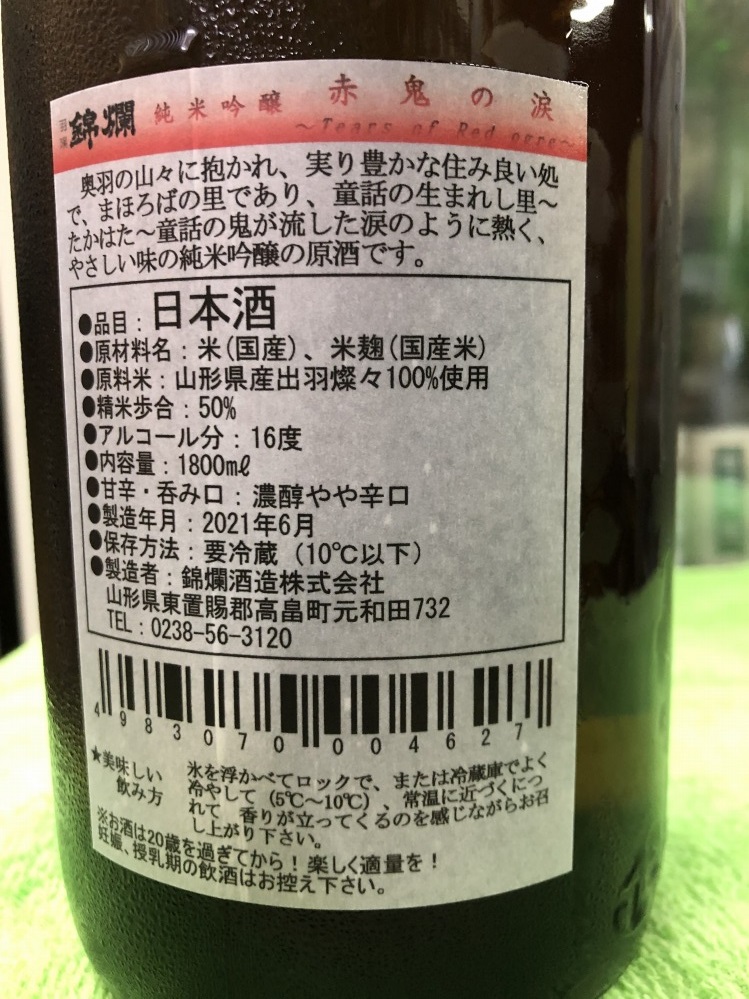 錦爛 純米吟醸 赤鬼の涙
~Tears of Red ogre~
奥羽の山々に抱かれ、実り豊かな住み良い処
で、まほろばの里であり、童話の生まれし里~
たかはた~童話の鬼が流した涙のように熱く、
やさしい味の純米吟醸の原酒です。
●品目：日本酒
●原材料名：米（国産）、米麹（国産米）
●原料米：山形県産出羽燦々100%使用
●精米歩合：50%
●アルコール分：16度
●内容量：1800mℓ
●甘辛・呑み口：濃醇やや辛口
●製造年月：2021年6月
●保存方法：要冷蔵（10℃以下）
●製造者：錦爛酒造株式会社
山形県東置賜郡高畠町元和田732
TEL：0238-56-3120
4983070004627
★美味しい飲み方
氷を浮かべてロックで、または冷蔵庫でよく
冷やして（5℃~10℃）、常温に近づくにつ
れて 香りが立ってくるのを感じながらお召
し上がり下さい。
※お酒は20歳を過ぎてから！楽しく適量を！
妊娠、授乳期の飲酒はお控え下さい。